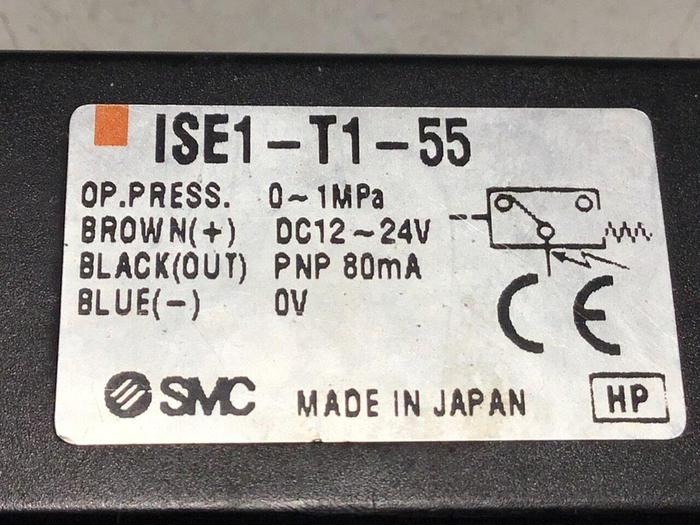 ISE1-T1-55
OP.PRESS. 0~1MPa
BROWN(+) DC12~24V
BLACK(OUT) PNP 80mA
BLUE(-) 0V
CE
SMC MADE IN JAPAN HP